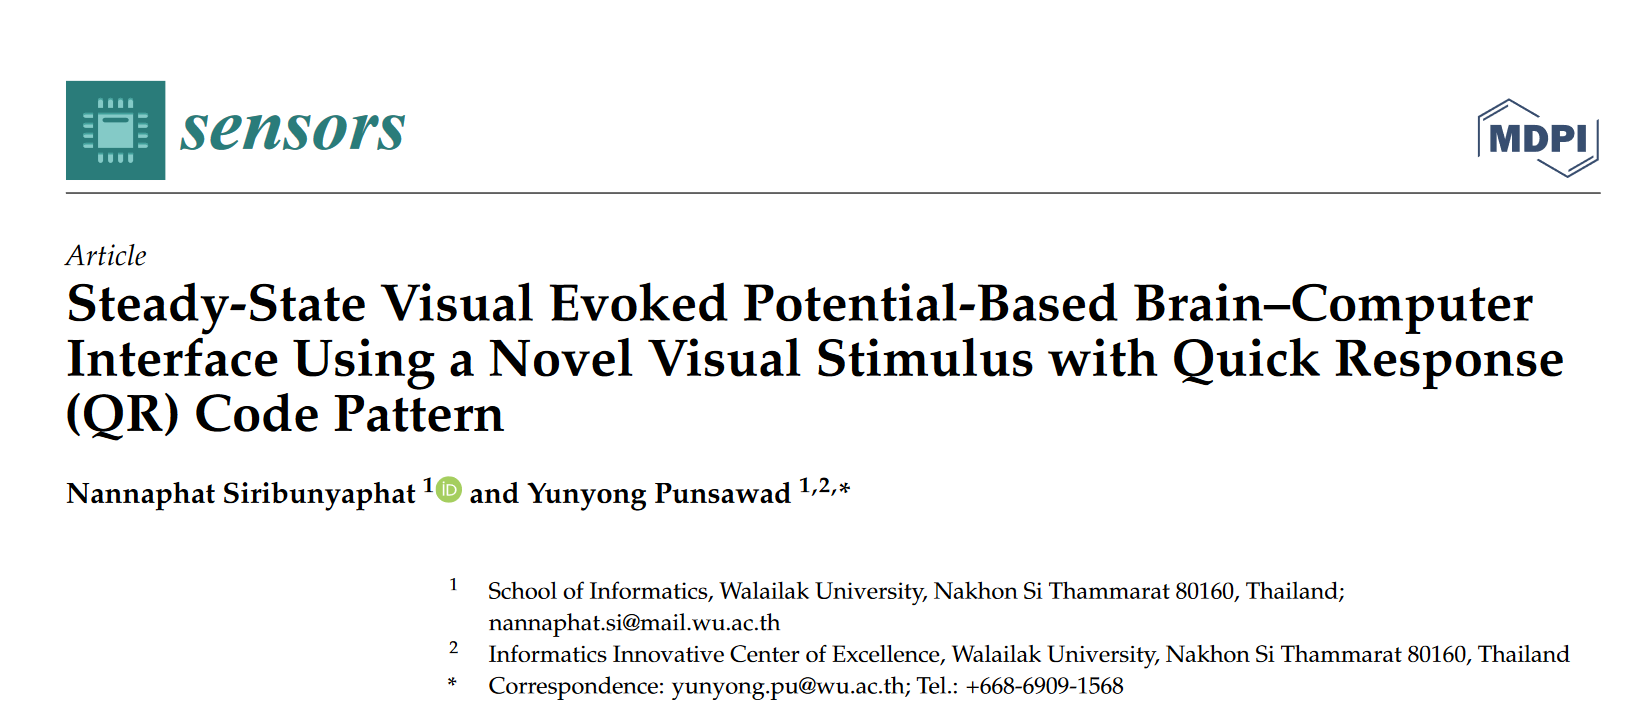 sensors
MDPI
Article
Steady-State Visual Evoked Potential-Based Brain–Computer
Interface Using a Novel Visual Stimulus with Quick Response
(QR) Code Pattern
Nannaphat Siribunyaphat 1 iD and Yunyong Punsawad 1,2,*
1 School of Informatics, Walailak University, Nakhon Si Thammarat 80160, Thailand;
nannaphat.si@mail.wu.ac.th
2 Informatics Innovative Center of Excellence, Walailak University, Nakhon Si Thammarat 80160, Thailand
* Correspondence: yunyong.pu@wu.ac.th; Tel.: +668-6909-1568